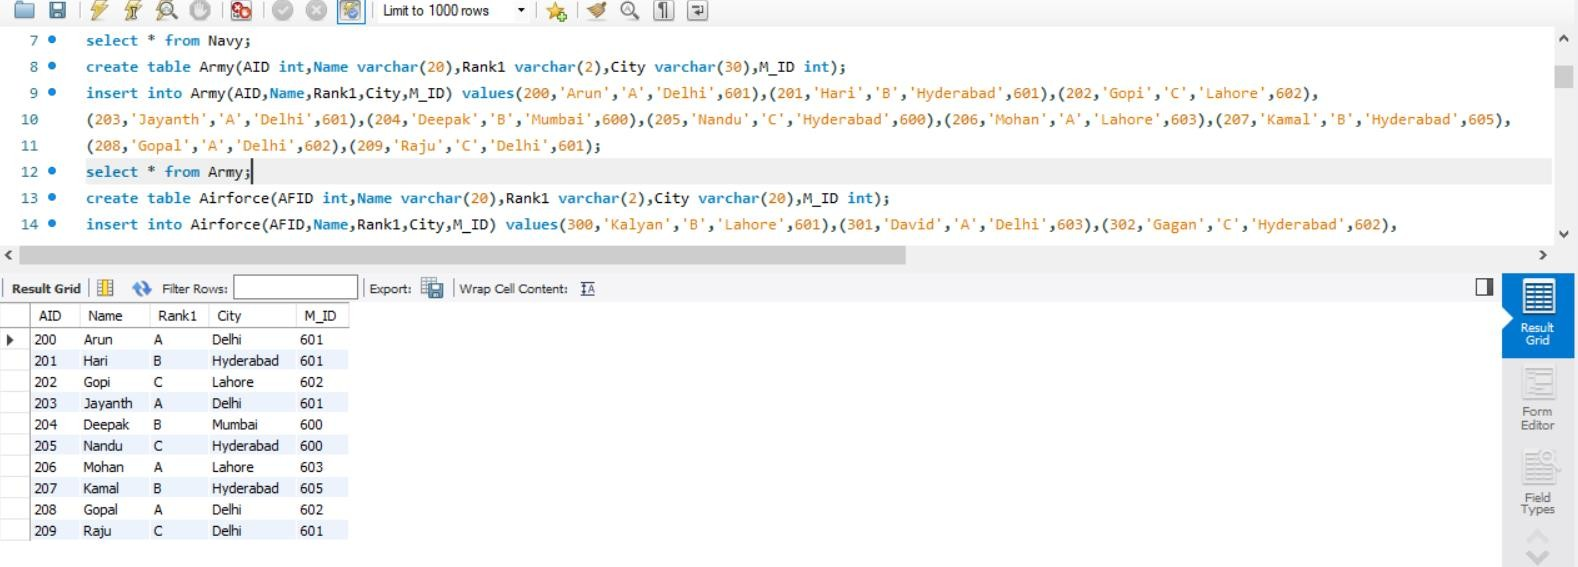 Limit to 1000 rows
7 select * from Navy;
8 create table Army(AID int,Name varchar(20),Rank1 varchar(2),City varchar(30),M_ID int);
9 insert into Army(AID,Name,Rank1,City,M_ID) values(200,'Arun','A','Delhi',601),(201,'Hari','B','Hyderabad',601),(202,'Gopi','C','Lahore',602),
10 (203,'Jayanth','A','Delhi',601),(204,'Deepak','B','Mumbai',600),(205,'Nandu','C','Hyderabad',600),(206,'Mohan','A','Lahore',603),(207,'Kamal','B','Hyderabad',605),
11 (208,'Gopal','A','Delhi',602),(209,'Raju','C','Delhi',601);
12 select * from Army;
13 create table Airforce(AFID int,Name varchar(20),Rank1 varchar(2),City varchar(20),M_ID int);
14 insert into Airforce(AFID,Name,Rank1,City,M_ID) values(300,'Kalyan','B','Lahore',601),(301,'David','A','Delhi',603),(302,'Gagan','C','Hyderabad',602),
Result Grid Filter Rows: Export: Wrap Cell Content:
AID Name Rank1 City M_ID
200 Arun A Delhi 601
201 Hari B Hyderabad 601
202 Gopi C Lahore 602
203 Jayanth A Delhi 601
204 Deepak B Mumbai 600
205 Nandu C Hyderabad 600
206 Mohan A Lahore 603
207 Kamal B Hyderabad 605
208 Gopal A Delhi 602
209 Raju C Delhi 601
Result
Grid
Form
Editor
Field
Types